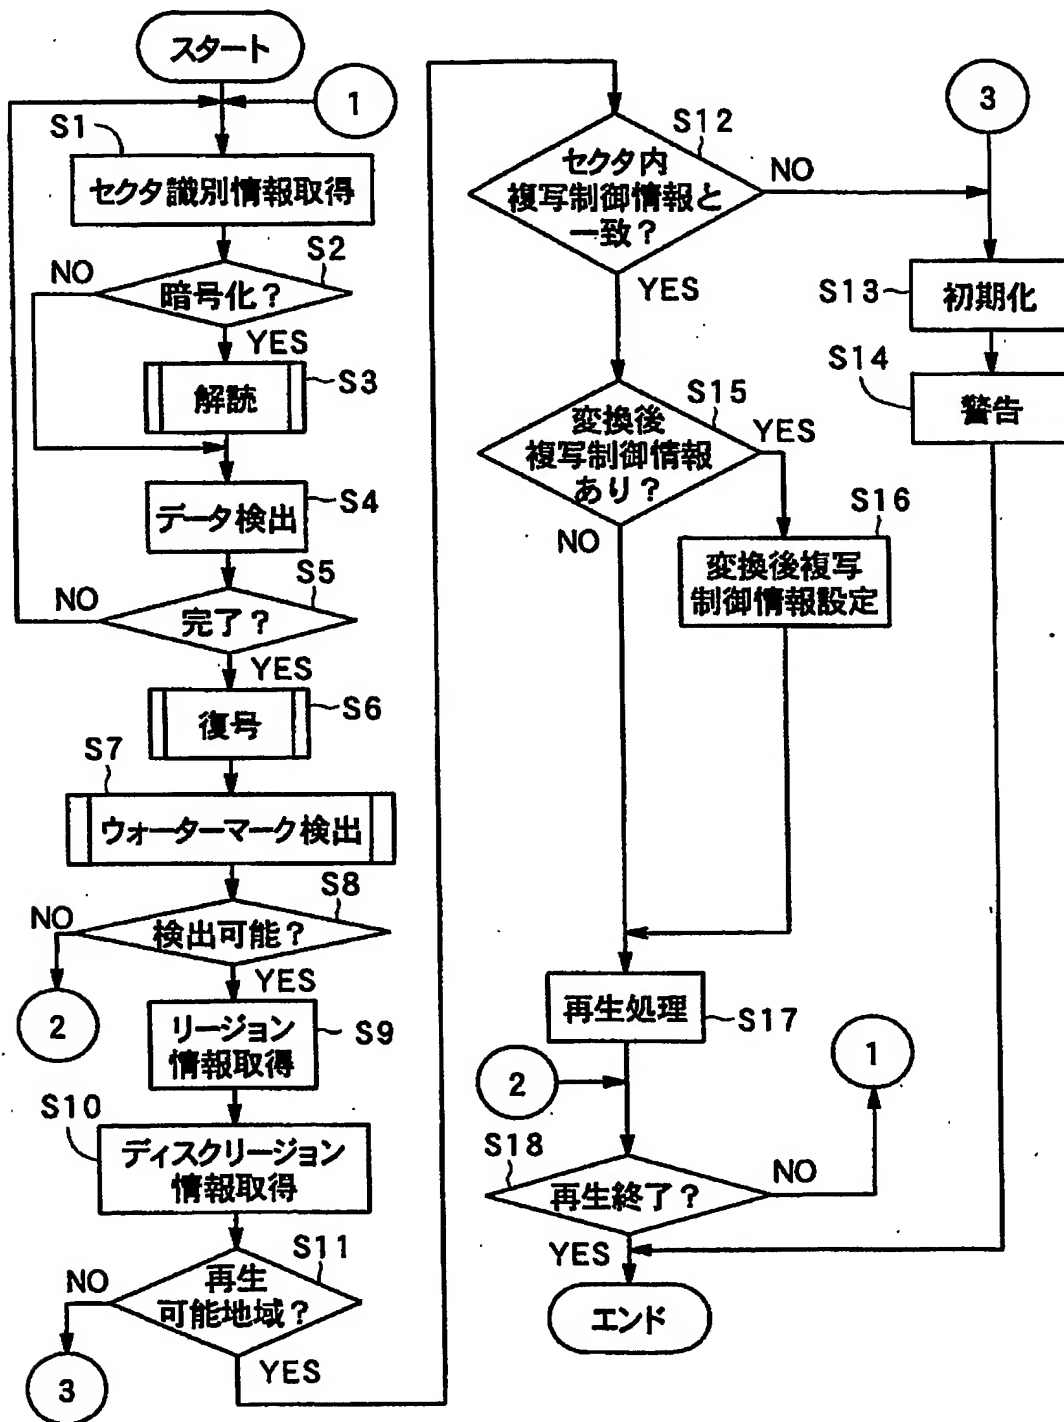 スタート
1
S1
セクタ識別情報取得
S2
NO
暗号化？
YES
解読
S3
データ検出
S4
S5
NO
完了？
YES
復号
S6
S7
ウォーターマーク検出
S8
NO
検出可能？
YES
2
リージョン
情報取得
S9
S10
ディスクリージョン
情報取得
S11
NO
再生
可能地域？
YES
3
S12
セクタ内
複写制御情報と
一致？
NO
YES
3
S13
初期化
S14
警告
S15
変換後
複写制御情報
あり？
YES
NO
S16
変換後複写
制御情報設定
再生処理
S17
1
2
S18
再生終了？
NO
YES
エンド